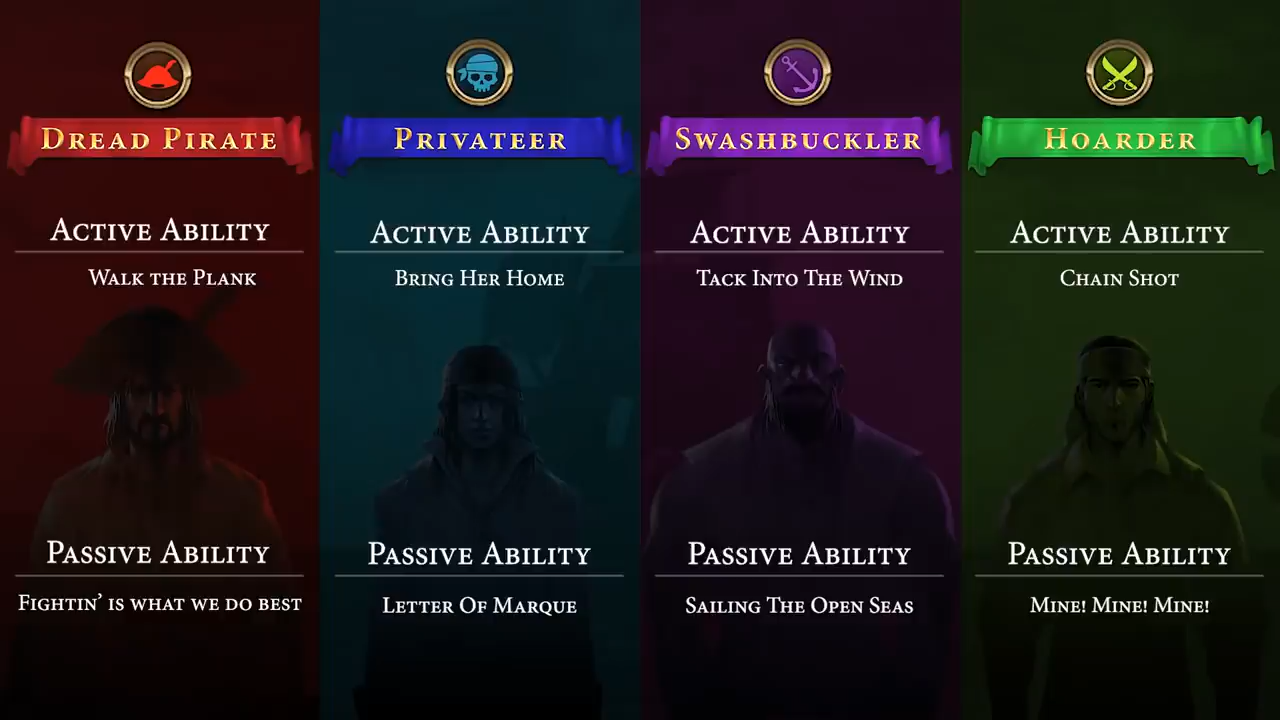 Dread Pirate
Active Ability
Walk the Plank
Passive Ability
Fightin' is what we do best
Privateer
Active Ability
Bring Her Home
Passive Ability
Letter Of Marque
Swashbuckler
Active Ability
Tack Into The Wind
Passive Ability
Sailing The Open Seas
Hoarder
Active Ability
Chain Shot
Passive Ability
Mine! Mine! Mine!